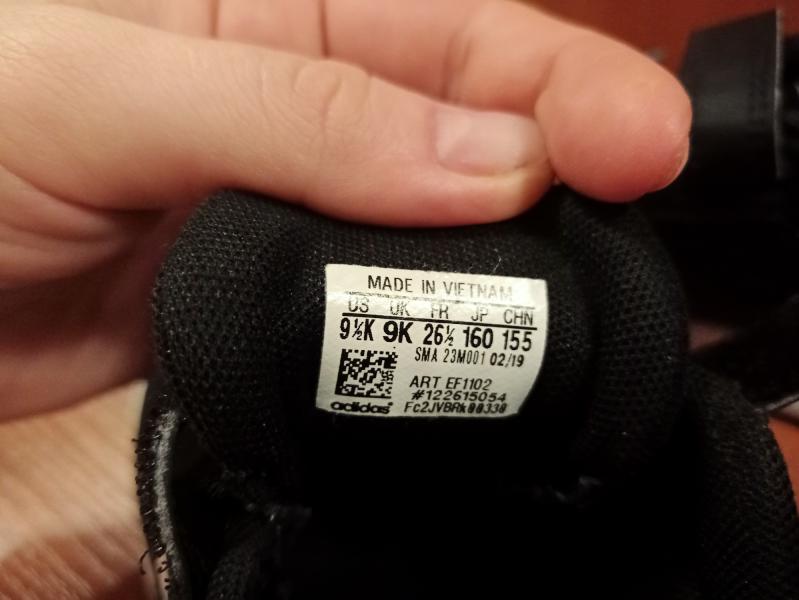 MADE IN VIETNAM
US UK FR JP CHN
9½K 9K 26½ 160 155
SMA 23M001 02/19
ART EF1102
#122615054
adidas